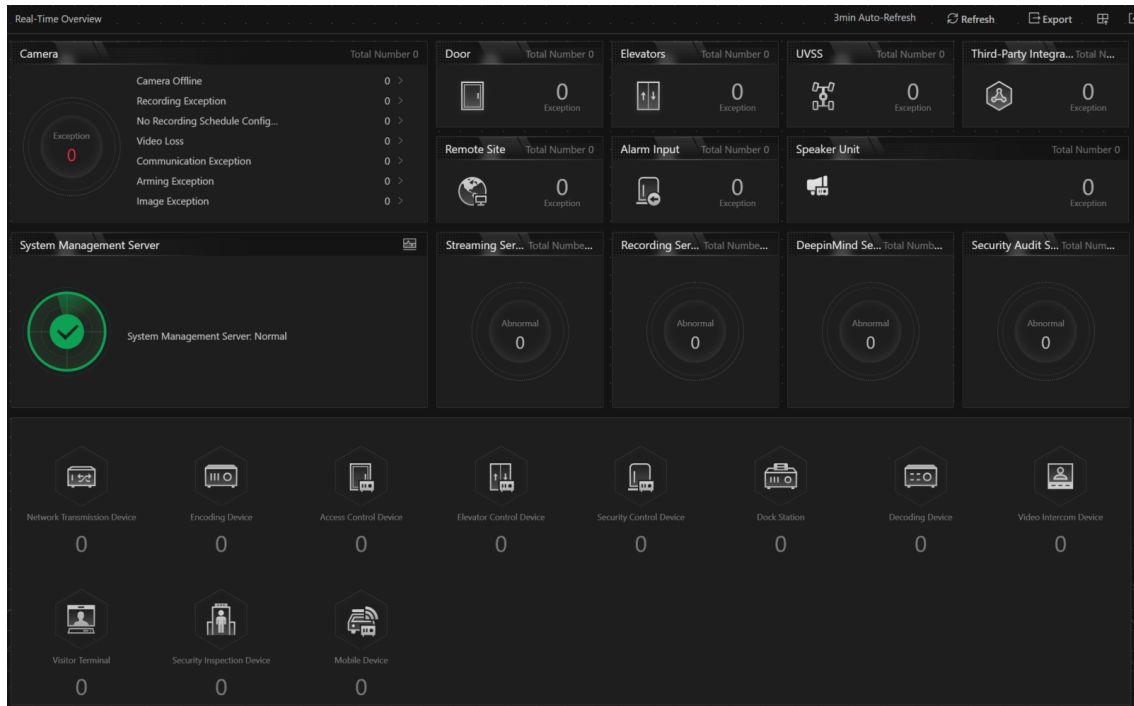 Real-Time Overview
3min Auto-Refresh
Refresh
Export
Camera
Total Number 0
Exception
0
Camera Offline 0
Recording Exception 0
No Recording Schedule Config... 0
Video Loss 0
Communication Exception 0
Arming Exception 0
Image Exception 0
Door Total Number 0
0
Exception
Elevators Total Number 0
0
Exception
UVSS Total Number 0
0
Exception
Third-Party Integra... Total N...
0
Exception
Remote Site Total Number 0
0
Exception
Alarm Input Total Number 0
0
Exception
Speaker Unit Total Number 0
0
Exception
System Management Server
System Management Server: Normal
Streaming Ser... Total Numbe...
Abnormal
0
Recording Ser... Total Numbe...
Abnormal
0
DeepinMind Se... Total Numb...
Abnormal
0
Security Audit S... Total Num...
Abnormal
0
Network Transmission Device
0
Encoding Device
0
Access Control Device
0
Elevator Control Device
0
Security Control Device
0
Dock Station
0
Decoding Device
0
Video Intercom Device
0
Visitor Terminal
0
Security Inspection Device
0
Mobile Device
0